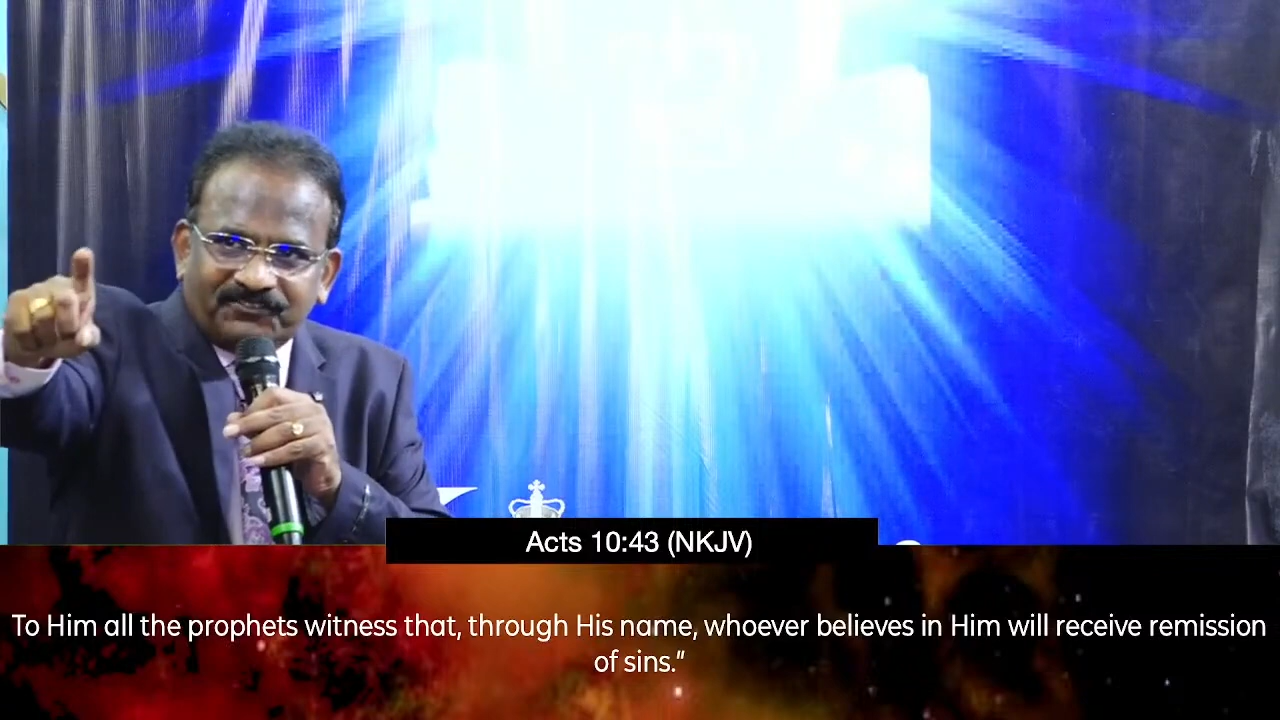 Acts 10:43 (NKJV)
To Him all the prophets witness that, through His name, whoever believes in Him will receive remission
of sins.”